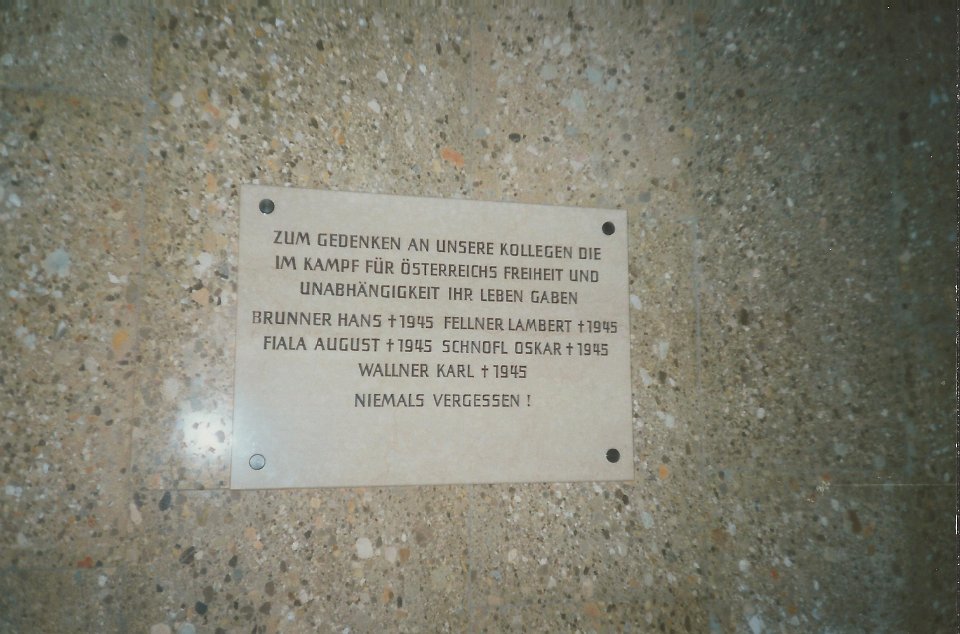 ZUM GEDENKEN AN UNSERE KOLLEGEN DIE
IM KAMPF FÜR ÖSTERREICHS FREIHEIT UND
UNABHÄNGIGKEIT IHR LEBEN GABEN
BRUNNER HANS †1945 FELLNER LAMBERT †1945
FIALA AUGUST †1945 SCHNOFL OSKAR †1945
WALLNER KARL †1945
NIEMALS VERGESSEN !